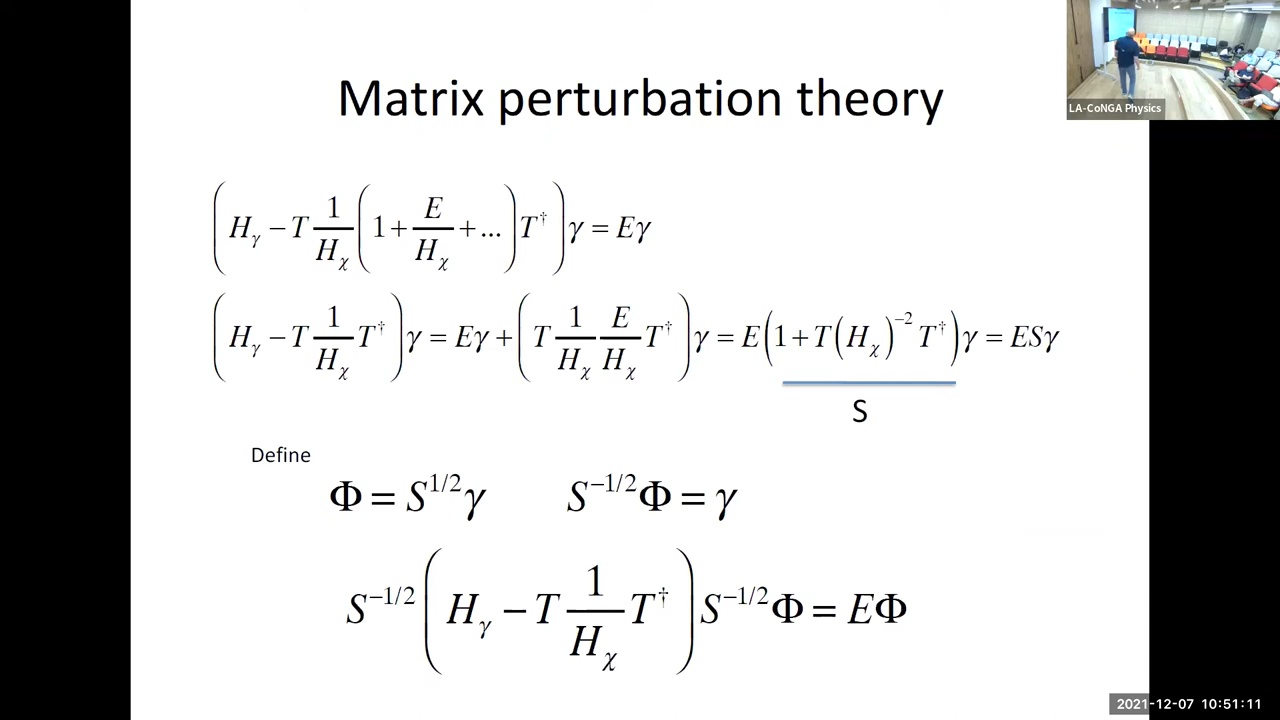 Matrix perturbation theory
LA-CoNGA Physics
(H_γ − T 1/H_χ (1 + E/H_χ + ...) T†) γ = Eγ
(H_γ − T 1/H_χ T†) γ = Eγ + (T 1/H_χ E/H_χ T†) γ = E(1 + T(H_χ)⁻² T†) γ = ESγ
S
Define
Φ = S^{1/2} γ    S^{−1/2} Φ = γ
S^{−1/2} (H_γ − T 1/H_χ T†) S^{−1/2} Φ = EΦ
2021-12-07 10:51:11